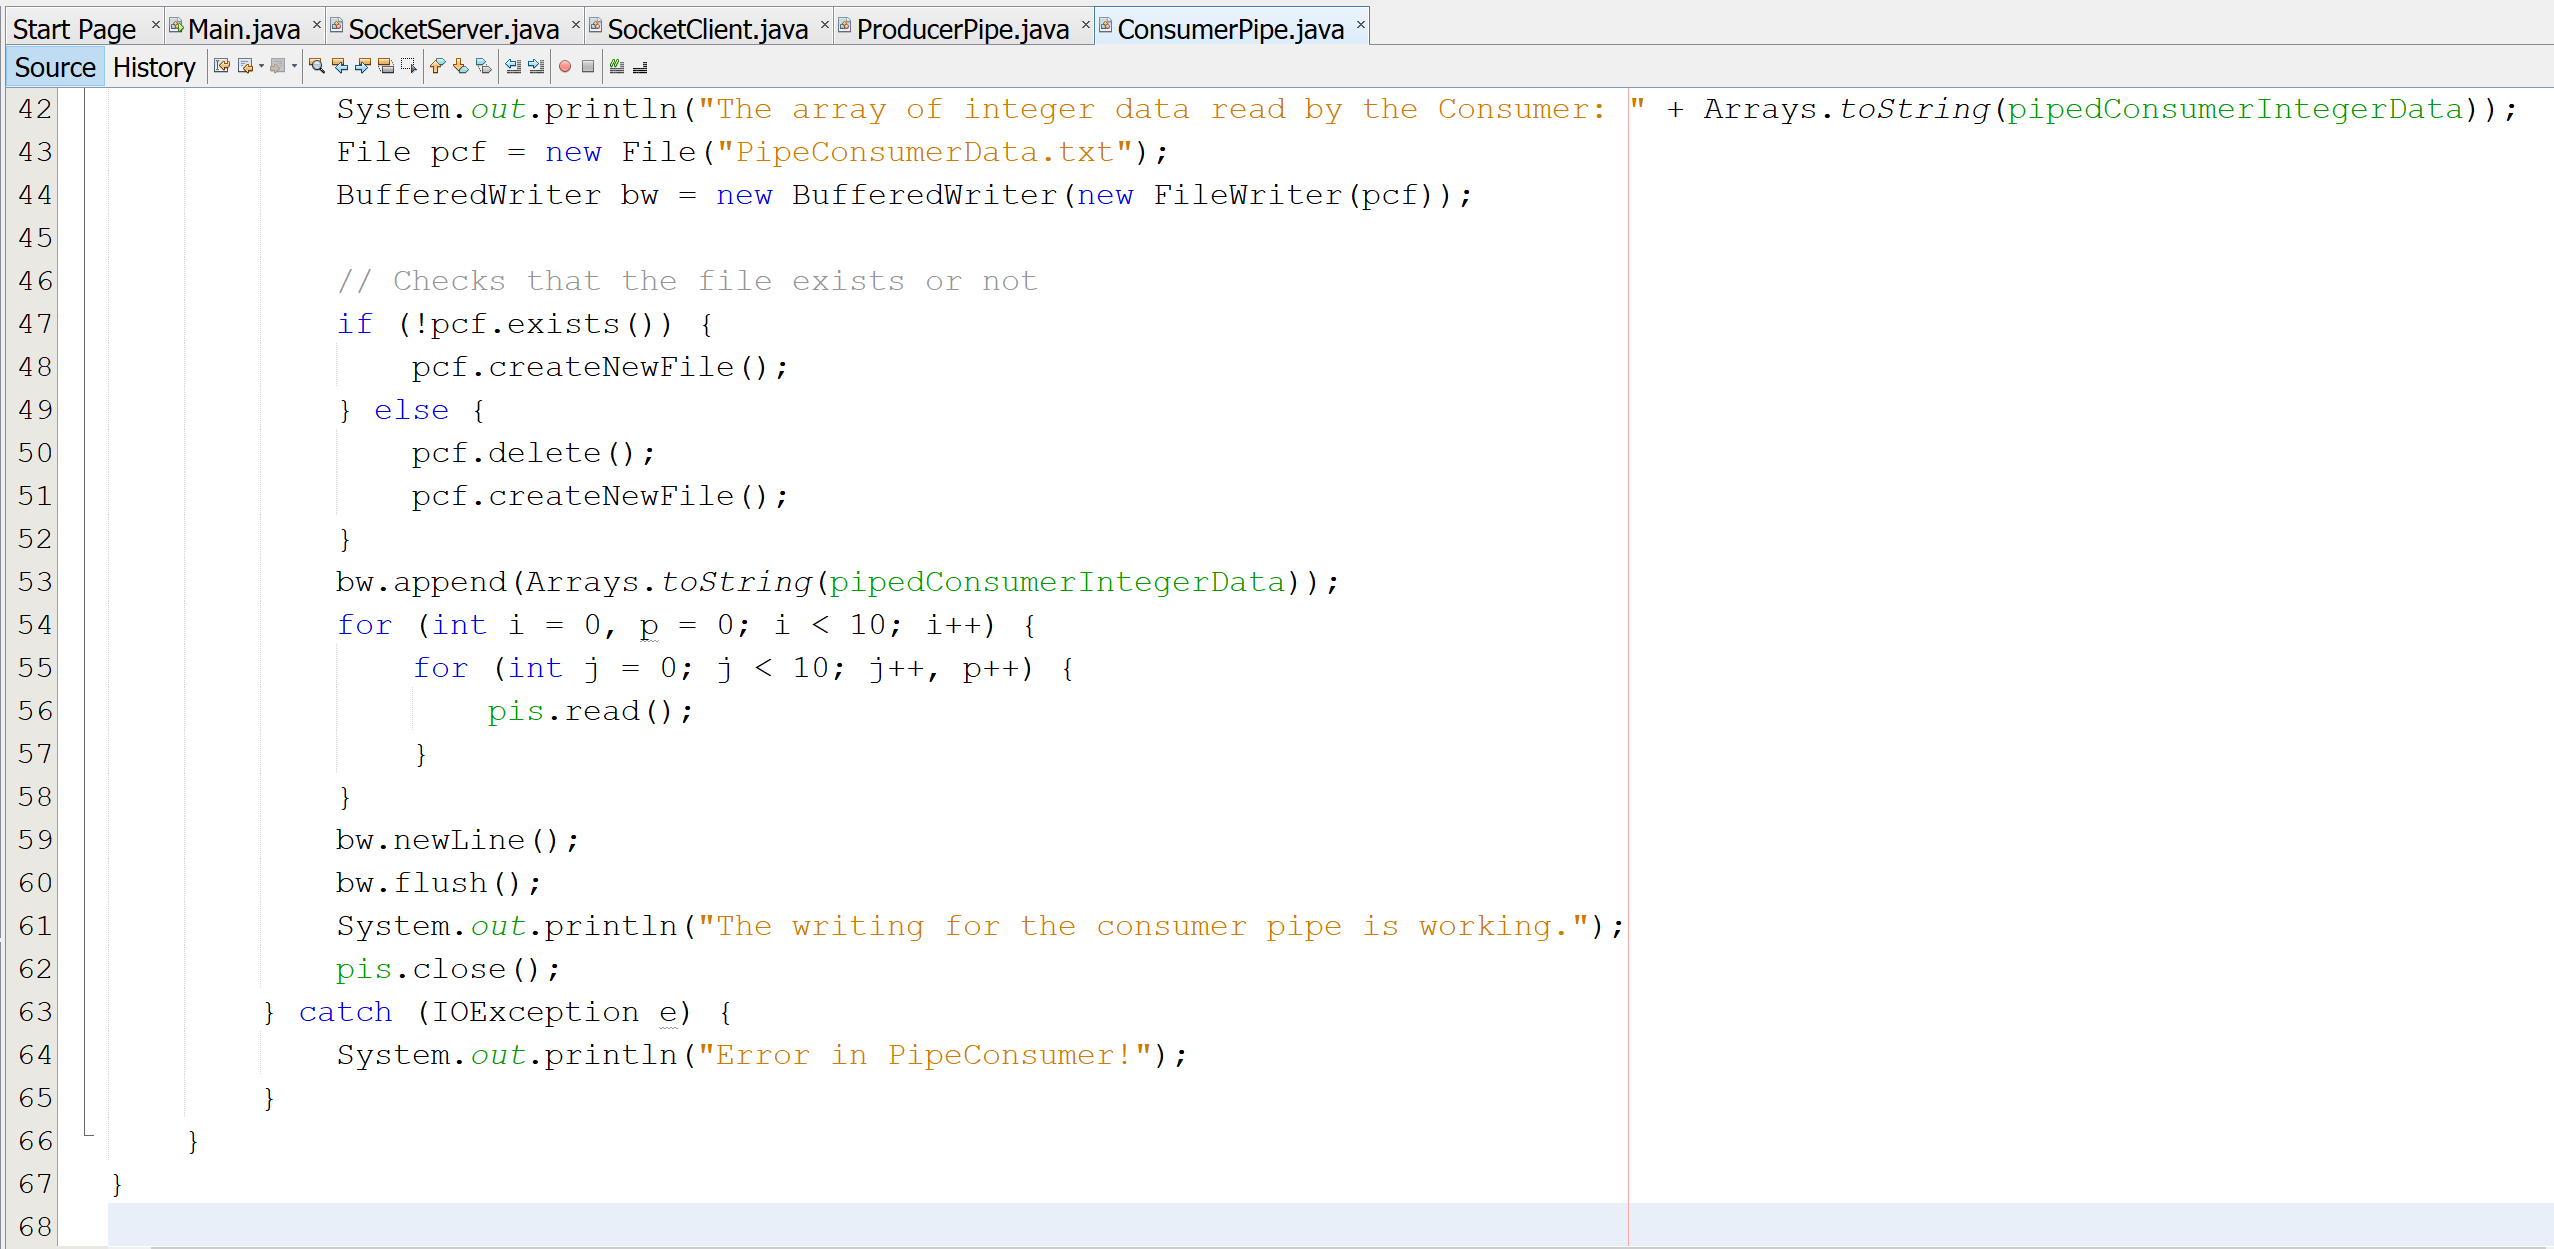 Start Page Main.java SocketServer.java SocketClient.java ProducerPipe.java ConsumerPipe.java
Source History
42 System.out.println("The array of integer data read by the Consumer: " + Arrays.toString(pipedConsumerIntegerData));
43 File pcf = new File("PipeConsumerData.txt");
44 BufferedWriter bw = new BufferedWriter(new FileWriter(pcf));
45
46 // Checks that the file exists or not
47 if (!pcf.exists()) {
48 pcf.createNewFile();
49 } else {
50 pcf.delete();
51 pcf.createNewFile();
52 }
53 bw.append(Arrays.toString(pipedConsumerIntegerData));
54 for (int i = 0, p = 0; i < 10; i++) {
55 for (int j = 0; j < 10; j++, p++) {
56 pis.read();
57 }
58 }
59 bw.newLine();
60 bw.flush();
61 System.out.println("The writing for the consumer pipe is working.");
62 pis.close();
63 } catch (IOException e) {
64 System.out.println("Error in PipeConsumer!");
65 }
66 }
67 }
68